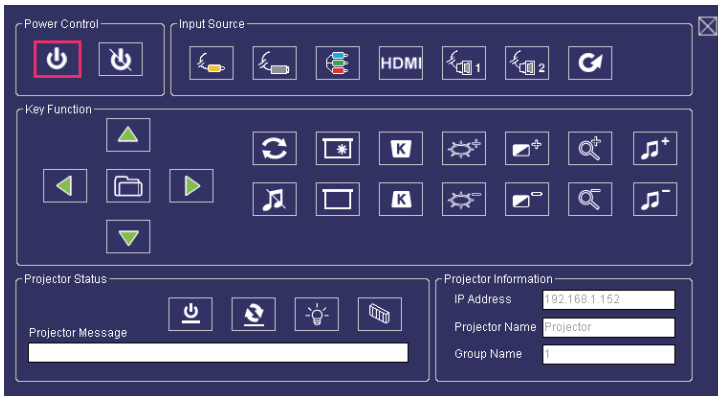 Power Control
Input Source
HDMI
1
2
Key Function
K
K
Projector Status
Projector Message
Projector Information
IP Address 192.168.1.152
Projector Name Projector
Group Name 1